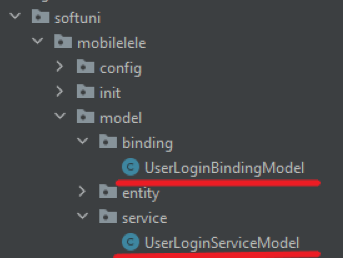 softuni
mobilelele
config
init
model
binding
UserLoginBindingModel
entity
service
UserLoginServiceModel